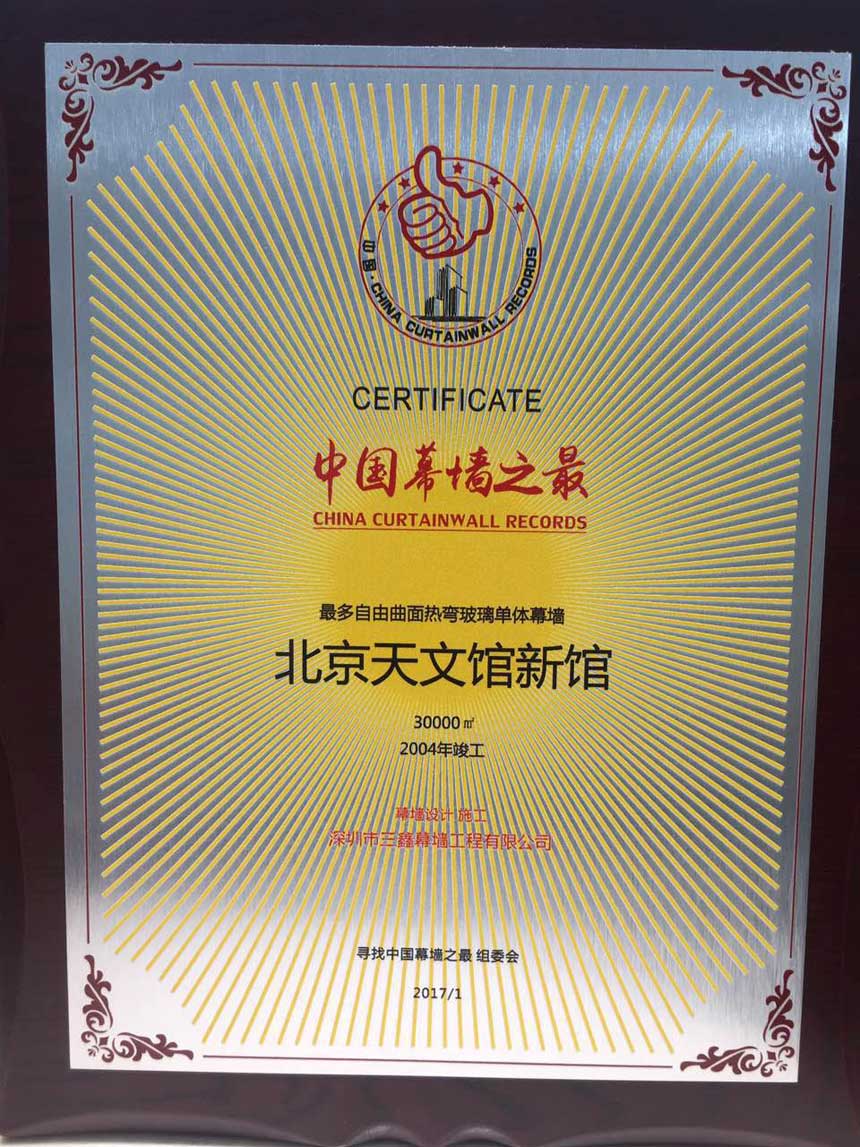 中国·CHINA CURTAINWALL RECORDS
CERTIFICATE
中国幕墙之最
CHINA CURTAINWALL RECORDS
最多自由曲面热弯玻璃单体幕墙
北京天文馆新馆
30000㎡
2004年竣工
幕墙设计 施工
深圳市三鑫幕墙工程有限公司
寻找中国幕墙之最 组委会
2017/1